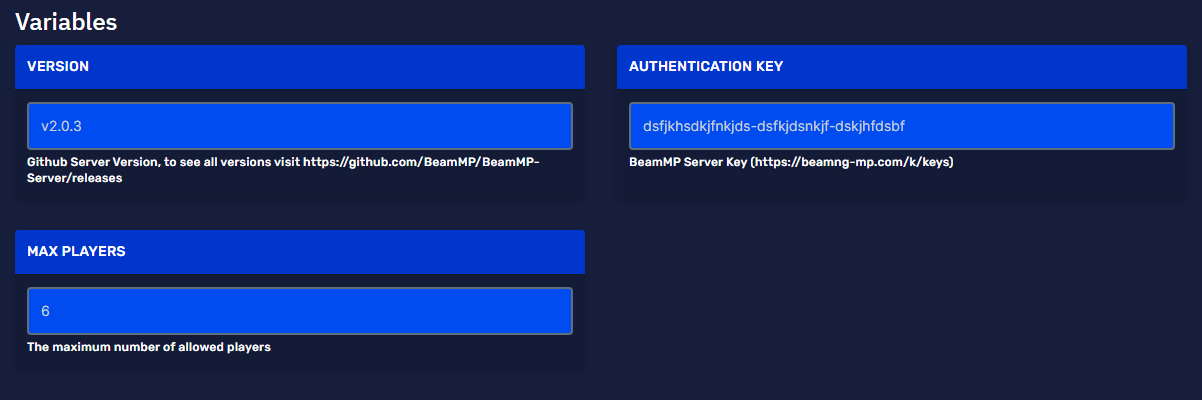 Variables
VERSION
v2.0.3
Github Server Version, to see all versions visit https://github.com/BeamMP/BeamMP-
Server/releases
AUTHENTICATION KEY
dsfjkhsdkjfnkjds-dsfkjdsnkjf-dskjhfdsbf
BeamMP Server Key (https://beamng-mp.com/k/keys)
MAX PLAYERS
6
The maximum number of allowed players